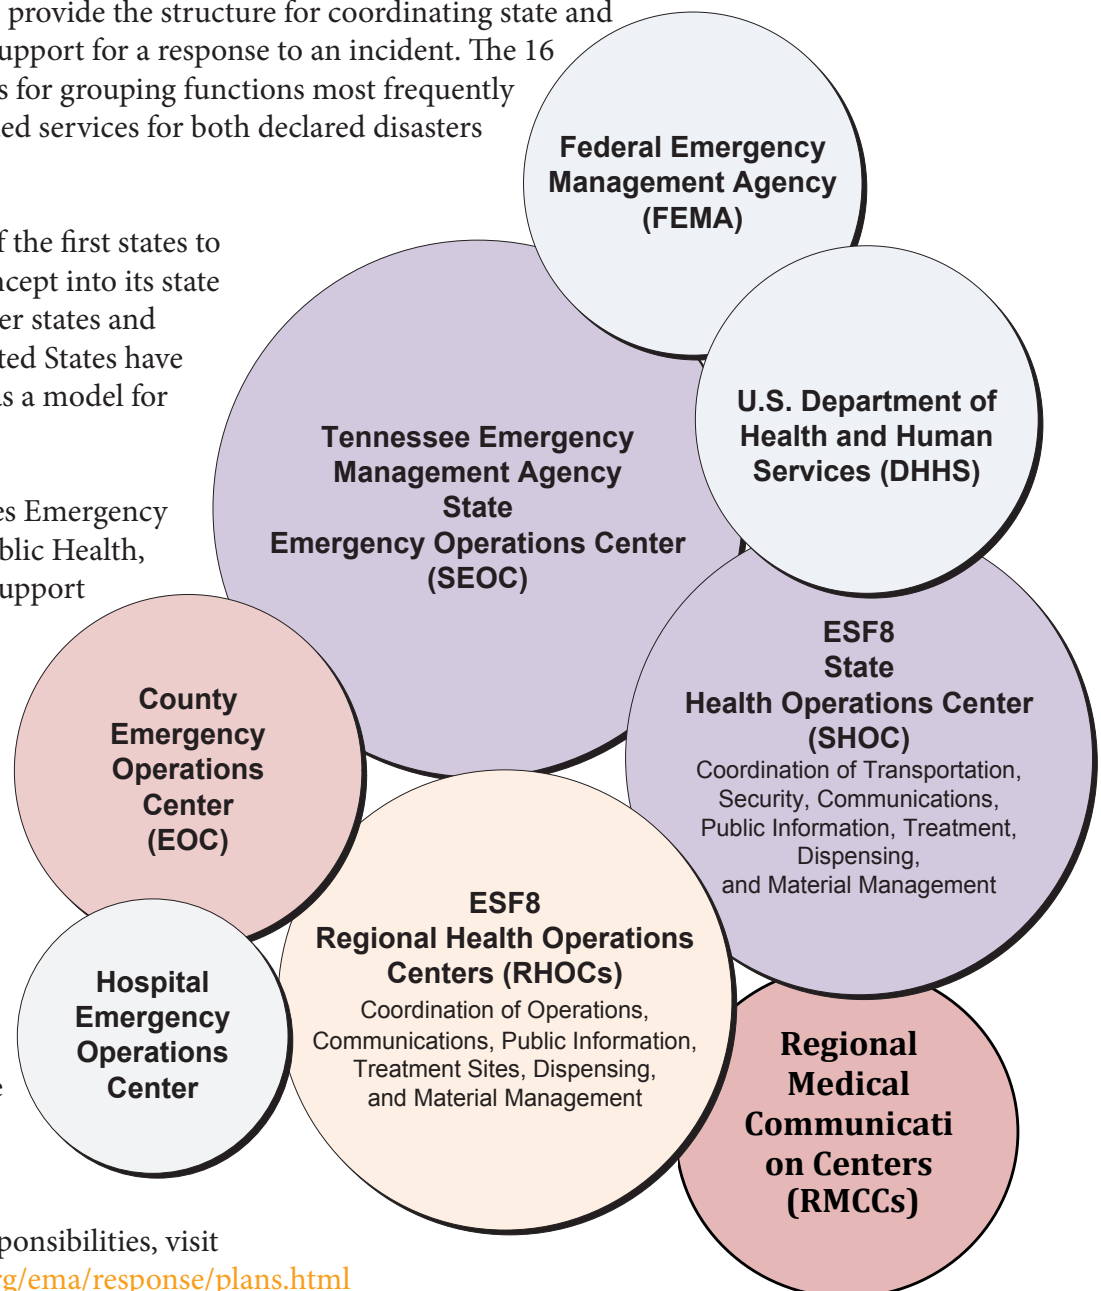 provide the structure for coordinating state and
upport for a response to an incident. The 16
s for grouping functions most frequently
ed services for both declared disasters
f the first states to
ncept into its state
er states and
ted States have
as a model for
es Emergency
blic Health,
upport
ponsibilities, visit
rg/ema/response/plans.html
Federal Emergency
Management Agency
(FEMA)
U.S. Department of
Health and Human
Services (DHHS)
Tennessee Emergency
Management Agency
State
Emergency Operations Center
(SEOC)
ESF8
State
Health Operations Center
(SHOC)
Coordination of Transportation,
Security, Communications,
Public Information, Treatment,
Dispensing,
and Material Management
County
Emergency
Operations
Center
(EOC)
ESF8
Regional Health Operations
Centers (RHOCs)
Coordination of Operations,
Communications, Public Information,
Treatment Sites, Dispensing,
and Material Management
Hospital
Emergency
Operations
Center
Regional
Medical
Communicati
on Centers
(RMCCs)